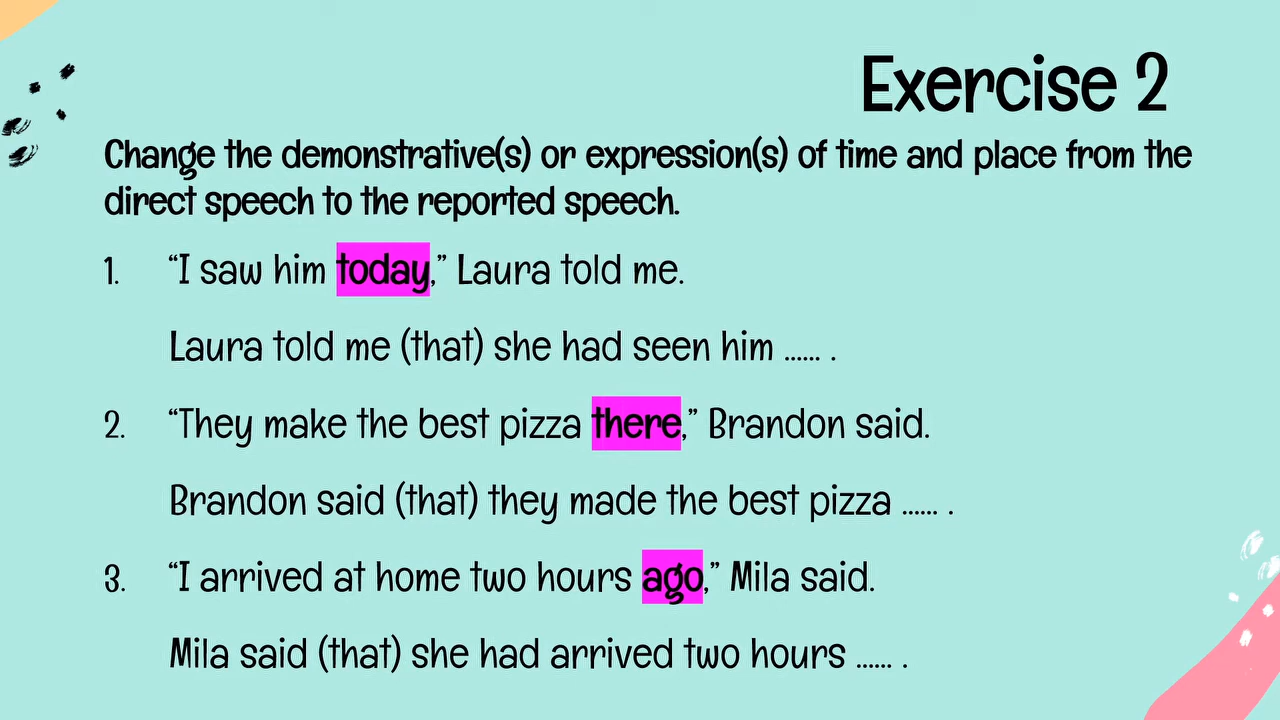 Exercise 2
Change the demonstrative(s) or expression(s) of time and place from the
direct speech to the reported speech.
1. “I saw him today,” Laura told me.
Laura told me (that) she had seen him ...... .
2. “They make the best pizza there,” Brandon said.
Brandon said (that) they made the best pizza ...... .
3. “I arrived at home two hours ago,” Mila said.
Mila said (that) she had arrived two hours ...... .